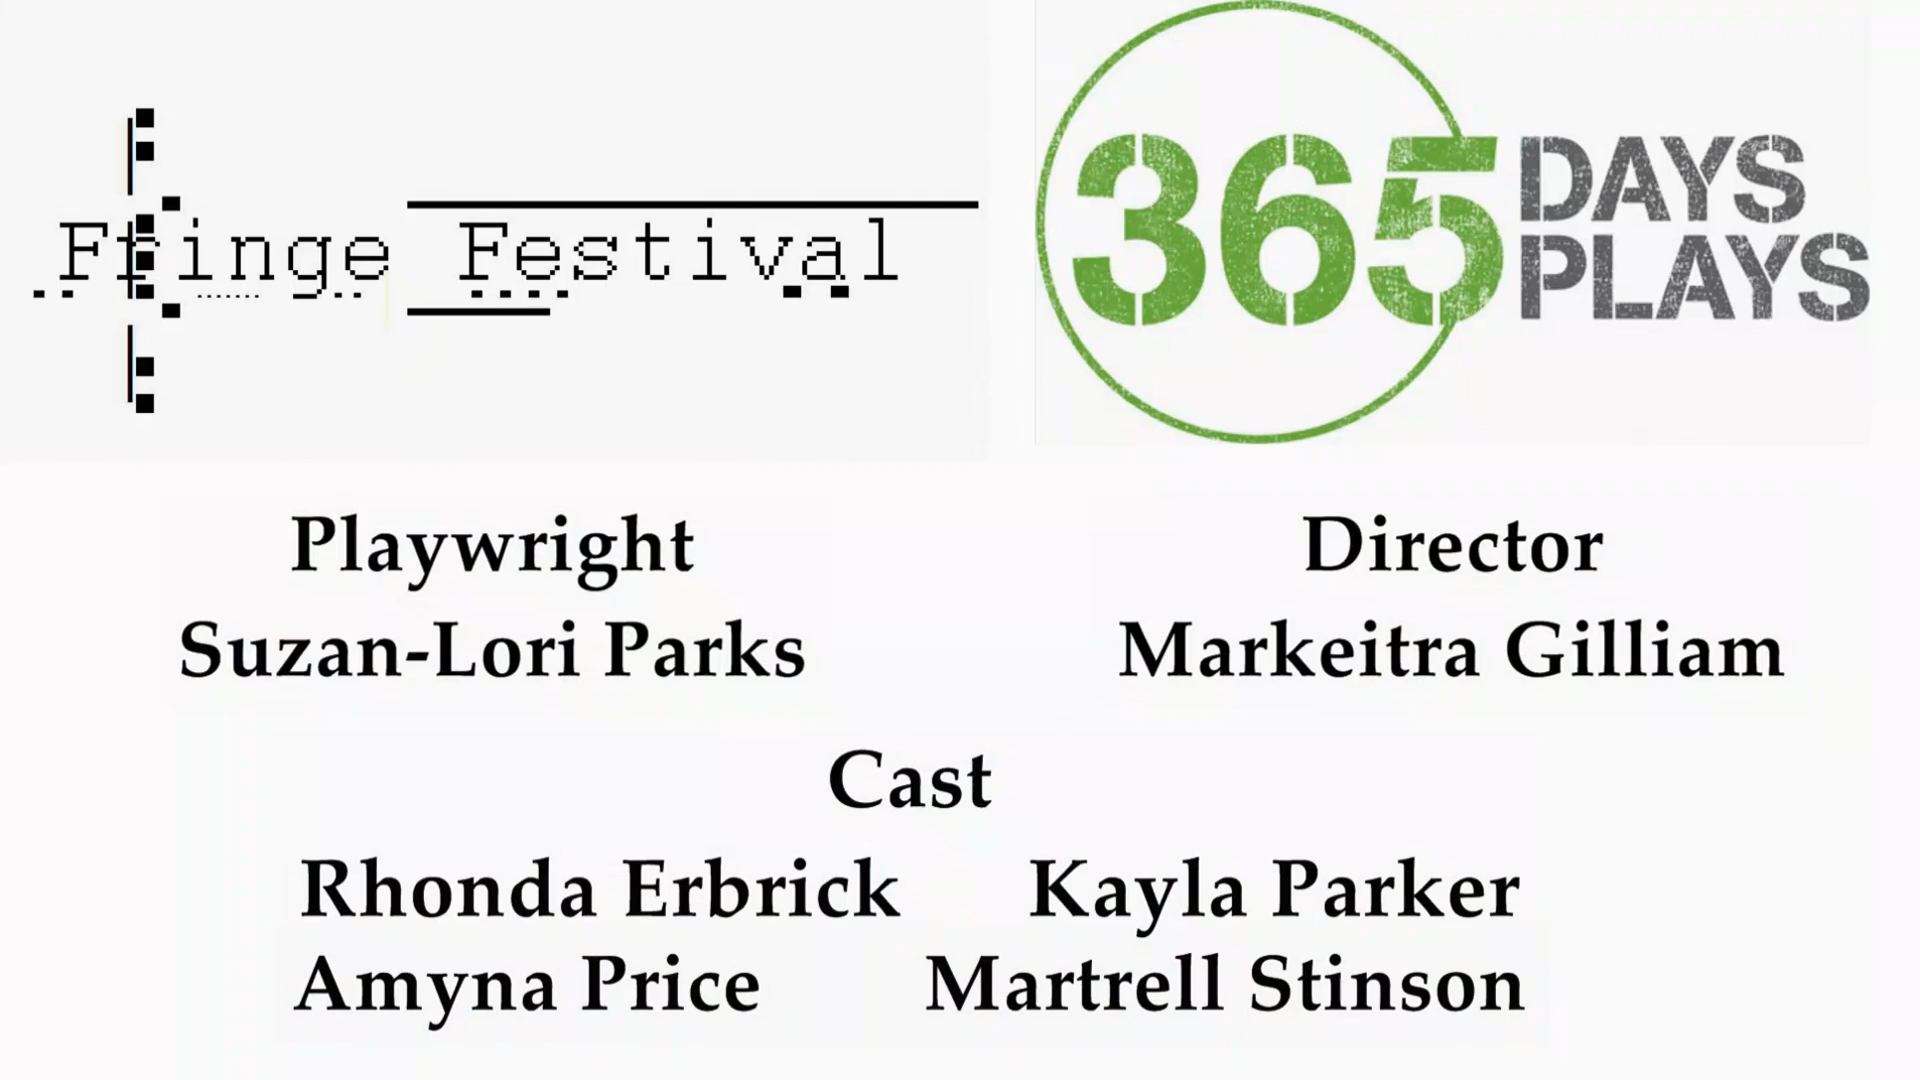 Fringe Festival
365 DAYS
PLAYS
Playwright
Suzan-Lori Parks
Director
Markeitra Gilliam
Cast
Rhonda Erbrick Kayla Parker
Amyna Price Martrell Stinson